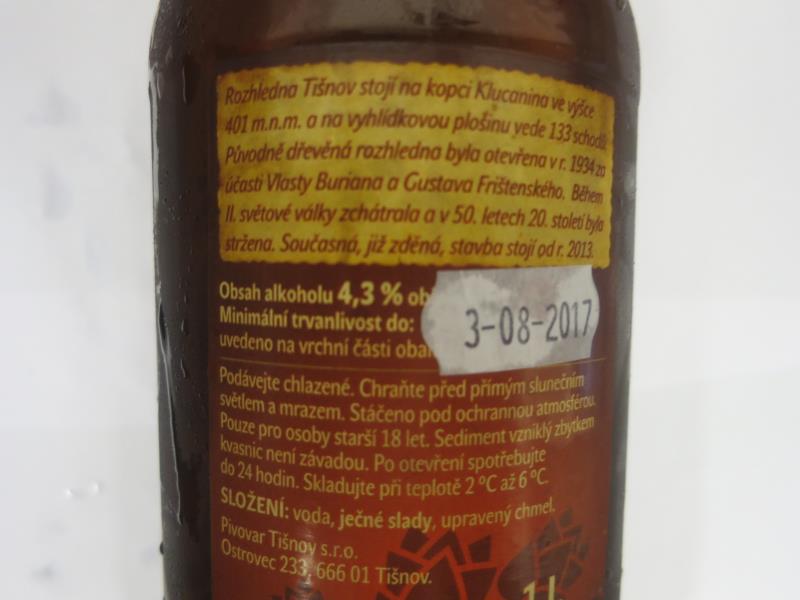 Rozhledna Tišnov stojí na kopci Klucanina ve výšce
401 m.n.m. a na vyhlídkovou plošinu vede 133 schodů.
Původně dřevěná rozhledna byla otevřena v r. 1934 za
účasti Vlasty Buriana a Gustava Frištenského. Během
II. světové války zchátrala a v 50. letech 20. století byla
stržena. Současná, již zděná, stavba stojí od r. 2013.
Obsah alkoholu 4,3 % ob
Minimální trvanlivost do:
3-08-2017
uvedeno na vrchní části
Podávejte chlazené. Chraňte před přímým slunečním
světlem a mrazem. Stáčeno pod ochrannou atmosférou.
Pouze pro osoby starší 18 let. Sediment vzniklý zbytkem
kvasnic není závadou. Po otevření spotřebujte
do 24 hodin. Skladujte při teplotě 2 °C až 6 °C.
SLOŽENÍ: voda, ječné slady, upravený chmel.
Pivovar Tišnov s.r.o.
Ostrovec 233, 666 01 Tišnov.
1 L